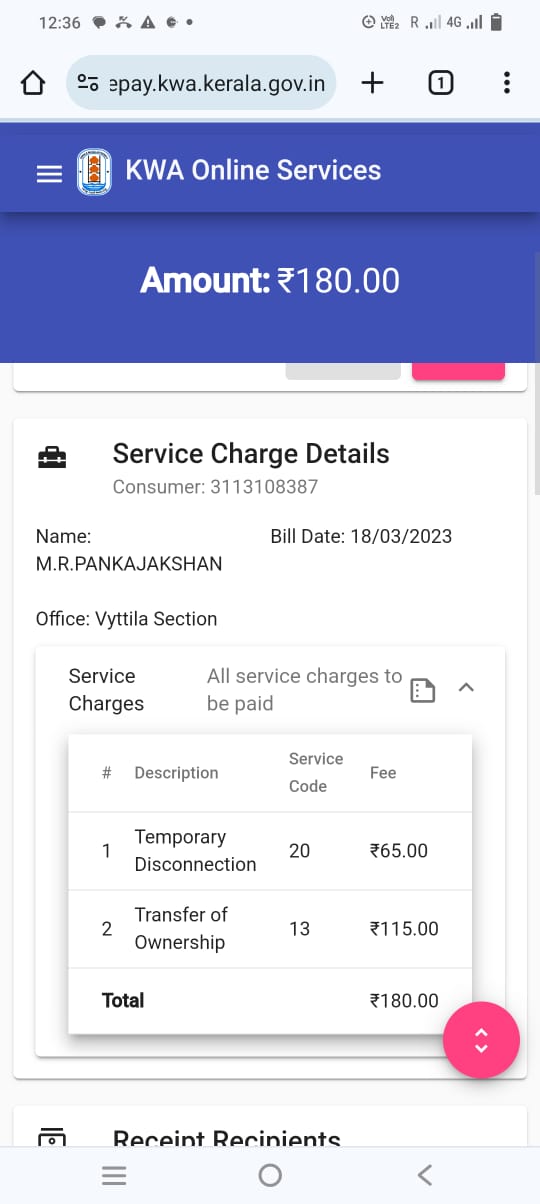 12:36
Vol) LTE2 R 4G
epay.kwa.kerala.gov.in
1
KWA Online Services
Amount: ₹180.00
Service Charge Details
Consumer: 3113108387
Name: Bill Date: 18/03/2023
M.R.PANKAJAKSHAN
Office: Vyttila Section
Service All service charges to
Charges be paid
# Description Service Code Fee
1 Temporary Disconnection 20 ₹65.00
2 Transfer of Ownership 13 ₹115.00
Total ₹180.00
Receipt Recipients